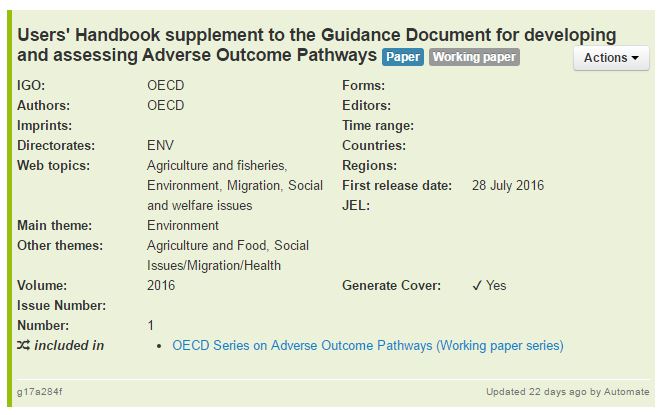 Users' Handbook supplement to the Guidance Document for developing
and assessing Adverse Outcome Pathways Paper Working paper
Actions
IGO: OECD Forms:
Authors: OECD Editors:
Imprints: Time range:
Directorates: ENV Countries:
Web topics: Agriculture and fisheries, Regions:
Environment, Migration, Social First release date: 28 July 2016
and welfare issues JEL:
Main theme: Environment
Other themes: Agriculture and Food, Social
Issues/Migration/Health
Volume: 2016 Generate Cover: ✓ Yes
Issue Number:
Number: 1
included in • OECD Series on Adverse Outcome Pathways (Working paper series)
g17a284f Updated 22 days ago by Automate